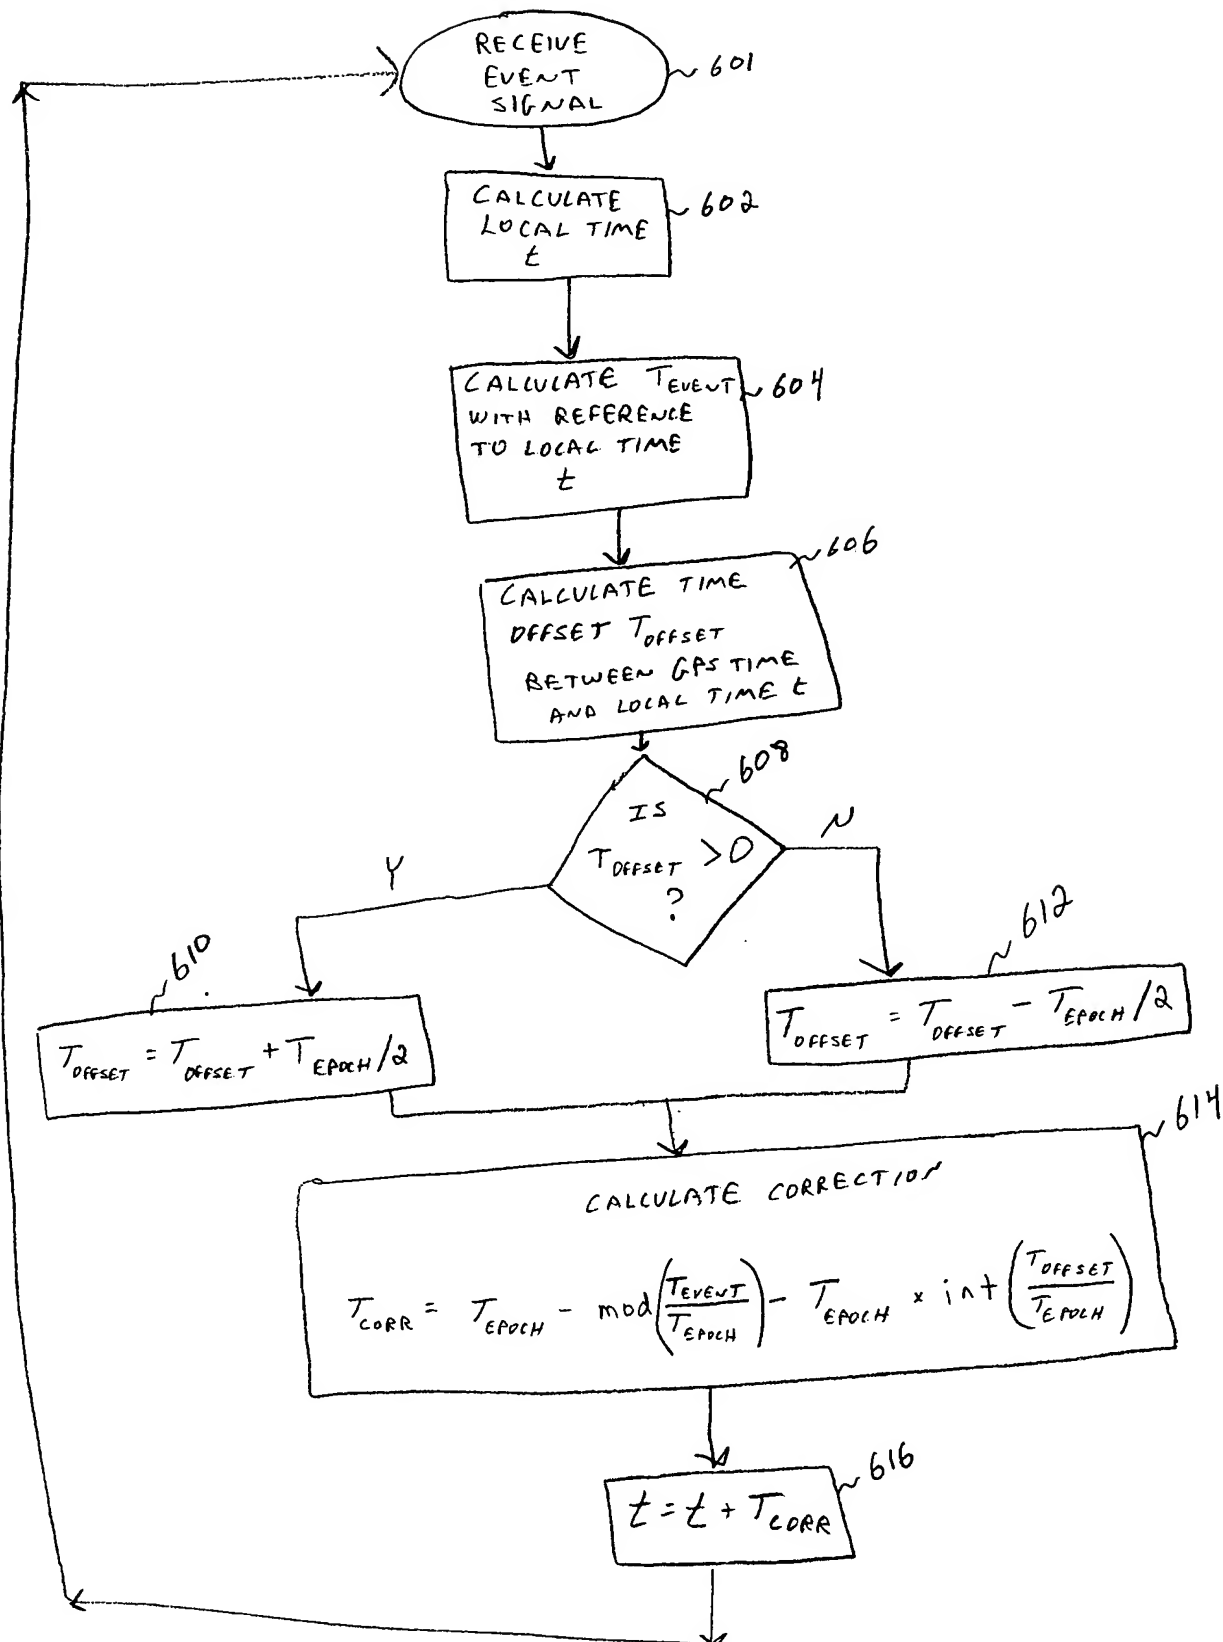 RECEIVE
EVENT
SIGNAL
601
CALCULATE
LOCAL TIME
t
602
CALCULATE T_EVENT
WITH REFERENCE
TO LOCAL TIME
t
604
CALCULATE TIME
OFFSET T_OFFSET
BETWEEN GPS TIME
AND LOCAL TIME t
606
608
IS
T_OFFSET > 0
?
Y
N
610
T_OFFSET = T_OFFSET + T_EPOCH/2
612
T_OFFSET = T_OFFSET - T_EPOCH/2
614
CALCULATE CORRECTION
T_CORR = T_EPOCH - mod(T_EVENT/T_EPOCH) - T_EPOCH × int(T_OFFSET/T_EPOCH)
616
t = t + T_CORR